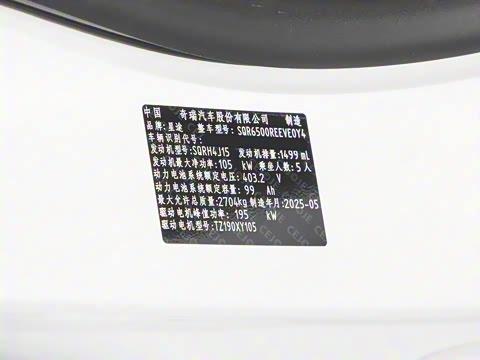 中国 奇瑞汽车股份有限公司 制造
品牌:星途 整车型号:SQR6500REEVE0Y4
车辆识别代号:
发动机型号:SQRH4J15 发动机排量:1499 mL
发动机最大净功率:105 kW 乘坐人数:5人
动力电池系统额定电压:403.2 V
动力电池系统额定容量:99 Ah
最大允许总质量:2704kg 制造年月:2025-05
驱动电机峰值功率:195 kW
驱动电机型号:TZ190XY105